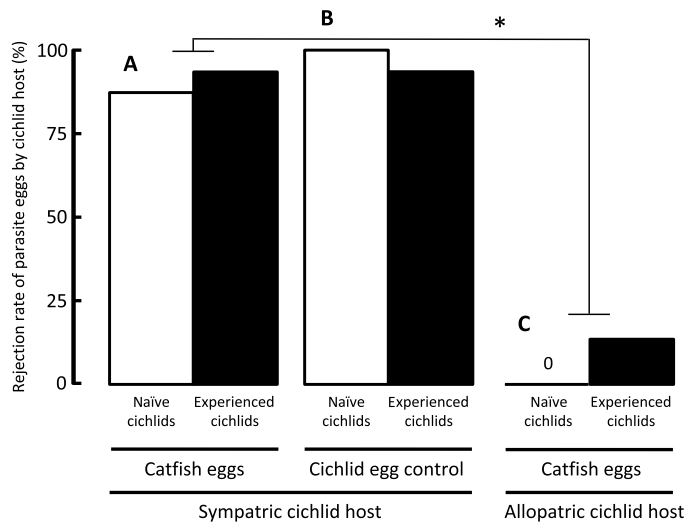 B
*
A
Rejection rate of parasite eggs by cichlid host (%)
100
75
50
25
0
C
0
Naïve cichlids
Experienced cichlids
Naïve cichlids
Experienced cichlids
Naïve cichlids
Experienced cichlids
Catfish eggs
Cichlid egg control
Catfish eggs
Sympatric cichlid host
Allopatric cichlid host